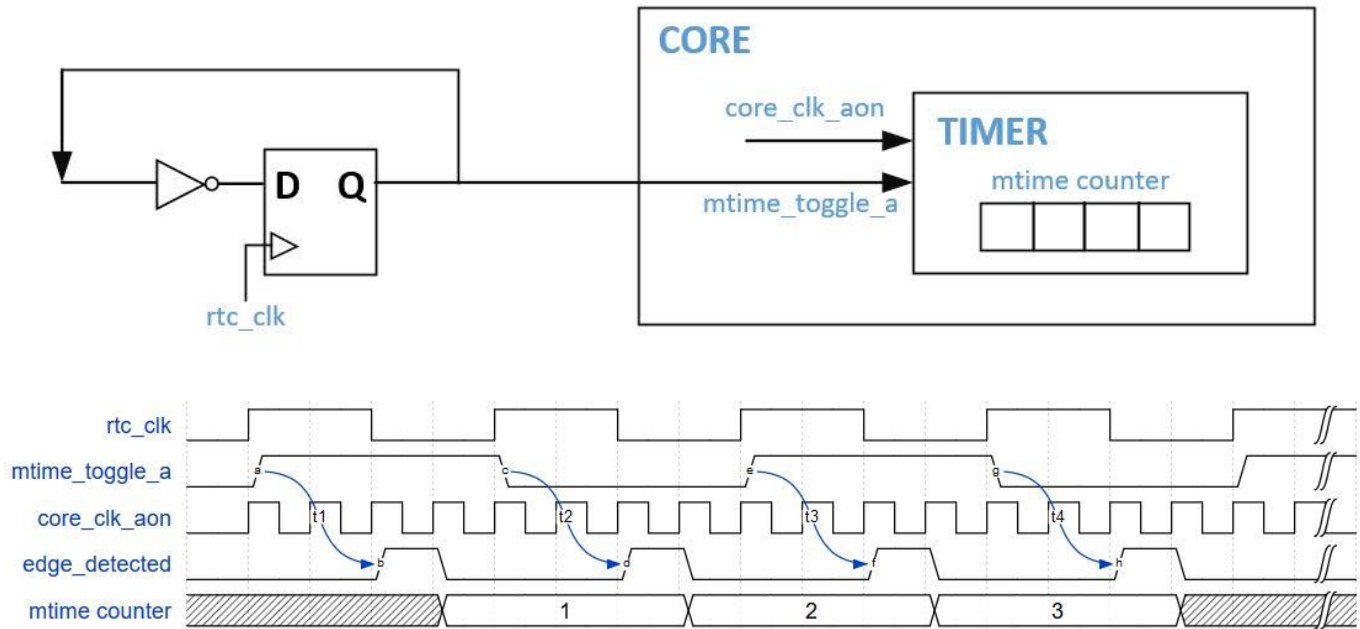 CORE
core_clk_aon
TIMER
D Q
mtime counter
mtime_toggle_a
rtc_clk
rtc_clk
mtime_toggle_a
a c e g
core_clk_aon
t1 t2 t3 t4
edge_detected
b d f h
mtime counter
1 2 3